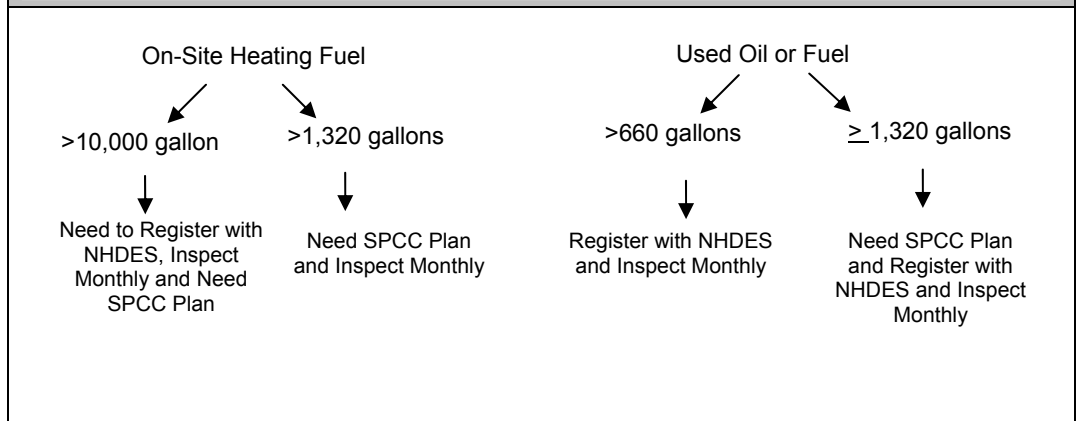 On-Site Heating Fuel
>10,000 gallon
>1,320 gallons
Need to Register with
NHDES, Inspect
Monthly and Need
SPCC Plan
Need SPCC Plan
and Inspect Monthly
Used Oil or Fuel
>660 gallons
≥ 1,320 gallons
Register with NHDES
and Inspect Monthly
Need SPCC Plan
and Register with
NHDES and Inspect
Monthly